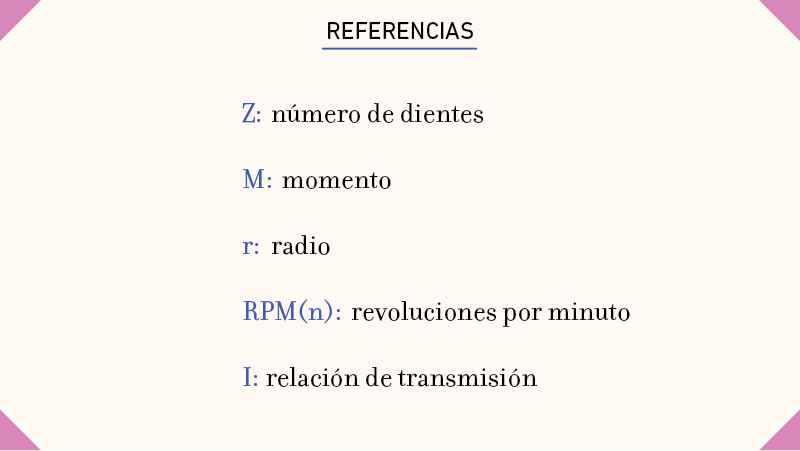 REFERENCIAS
Z: número de dientes
M: momento
r: radio
RPM(n): revoluciones por minuto
I: relación de transmisión